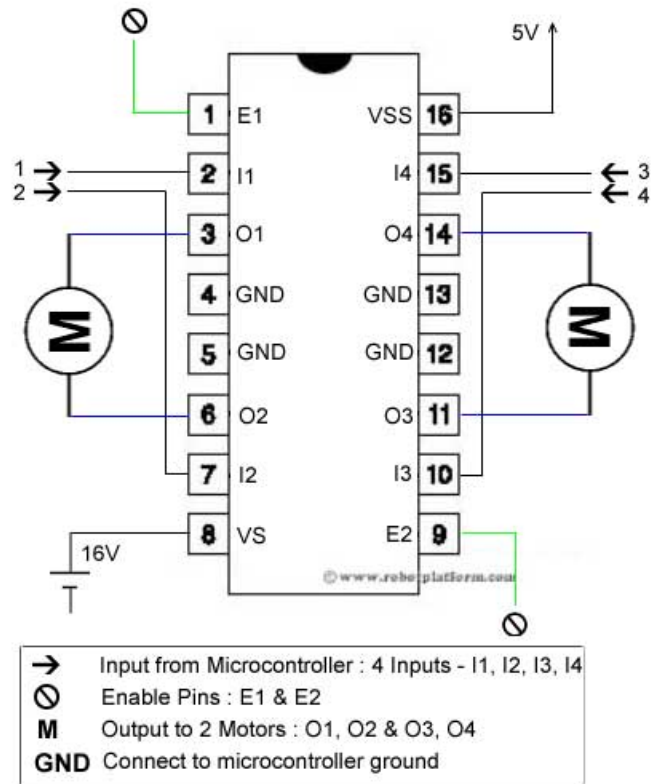 5V
1 E1 VSS 16
1 2 I1 I4 15 3
2 4
3 O1 O4 14
4 GND GND 13
M M
5 GND GND 12
6 O2 O3 11
7 I2 I3 10
8 VS E2 9
16V
©www.robotplatform.com
Input from Microcontroller : 4 Inputs - I1, I2, I3, I4
Enable Pins : E1 & E2
M Output to 2 Motors : O1, O2 & O3, O4
GND Connect to microcontroller ground